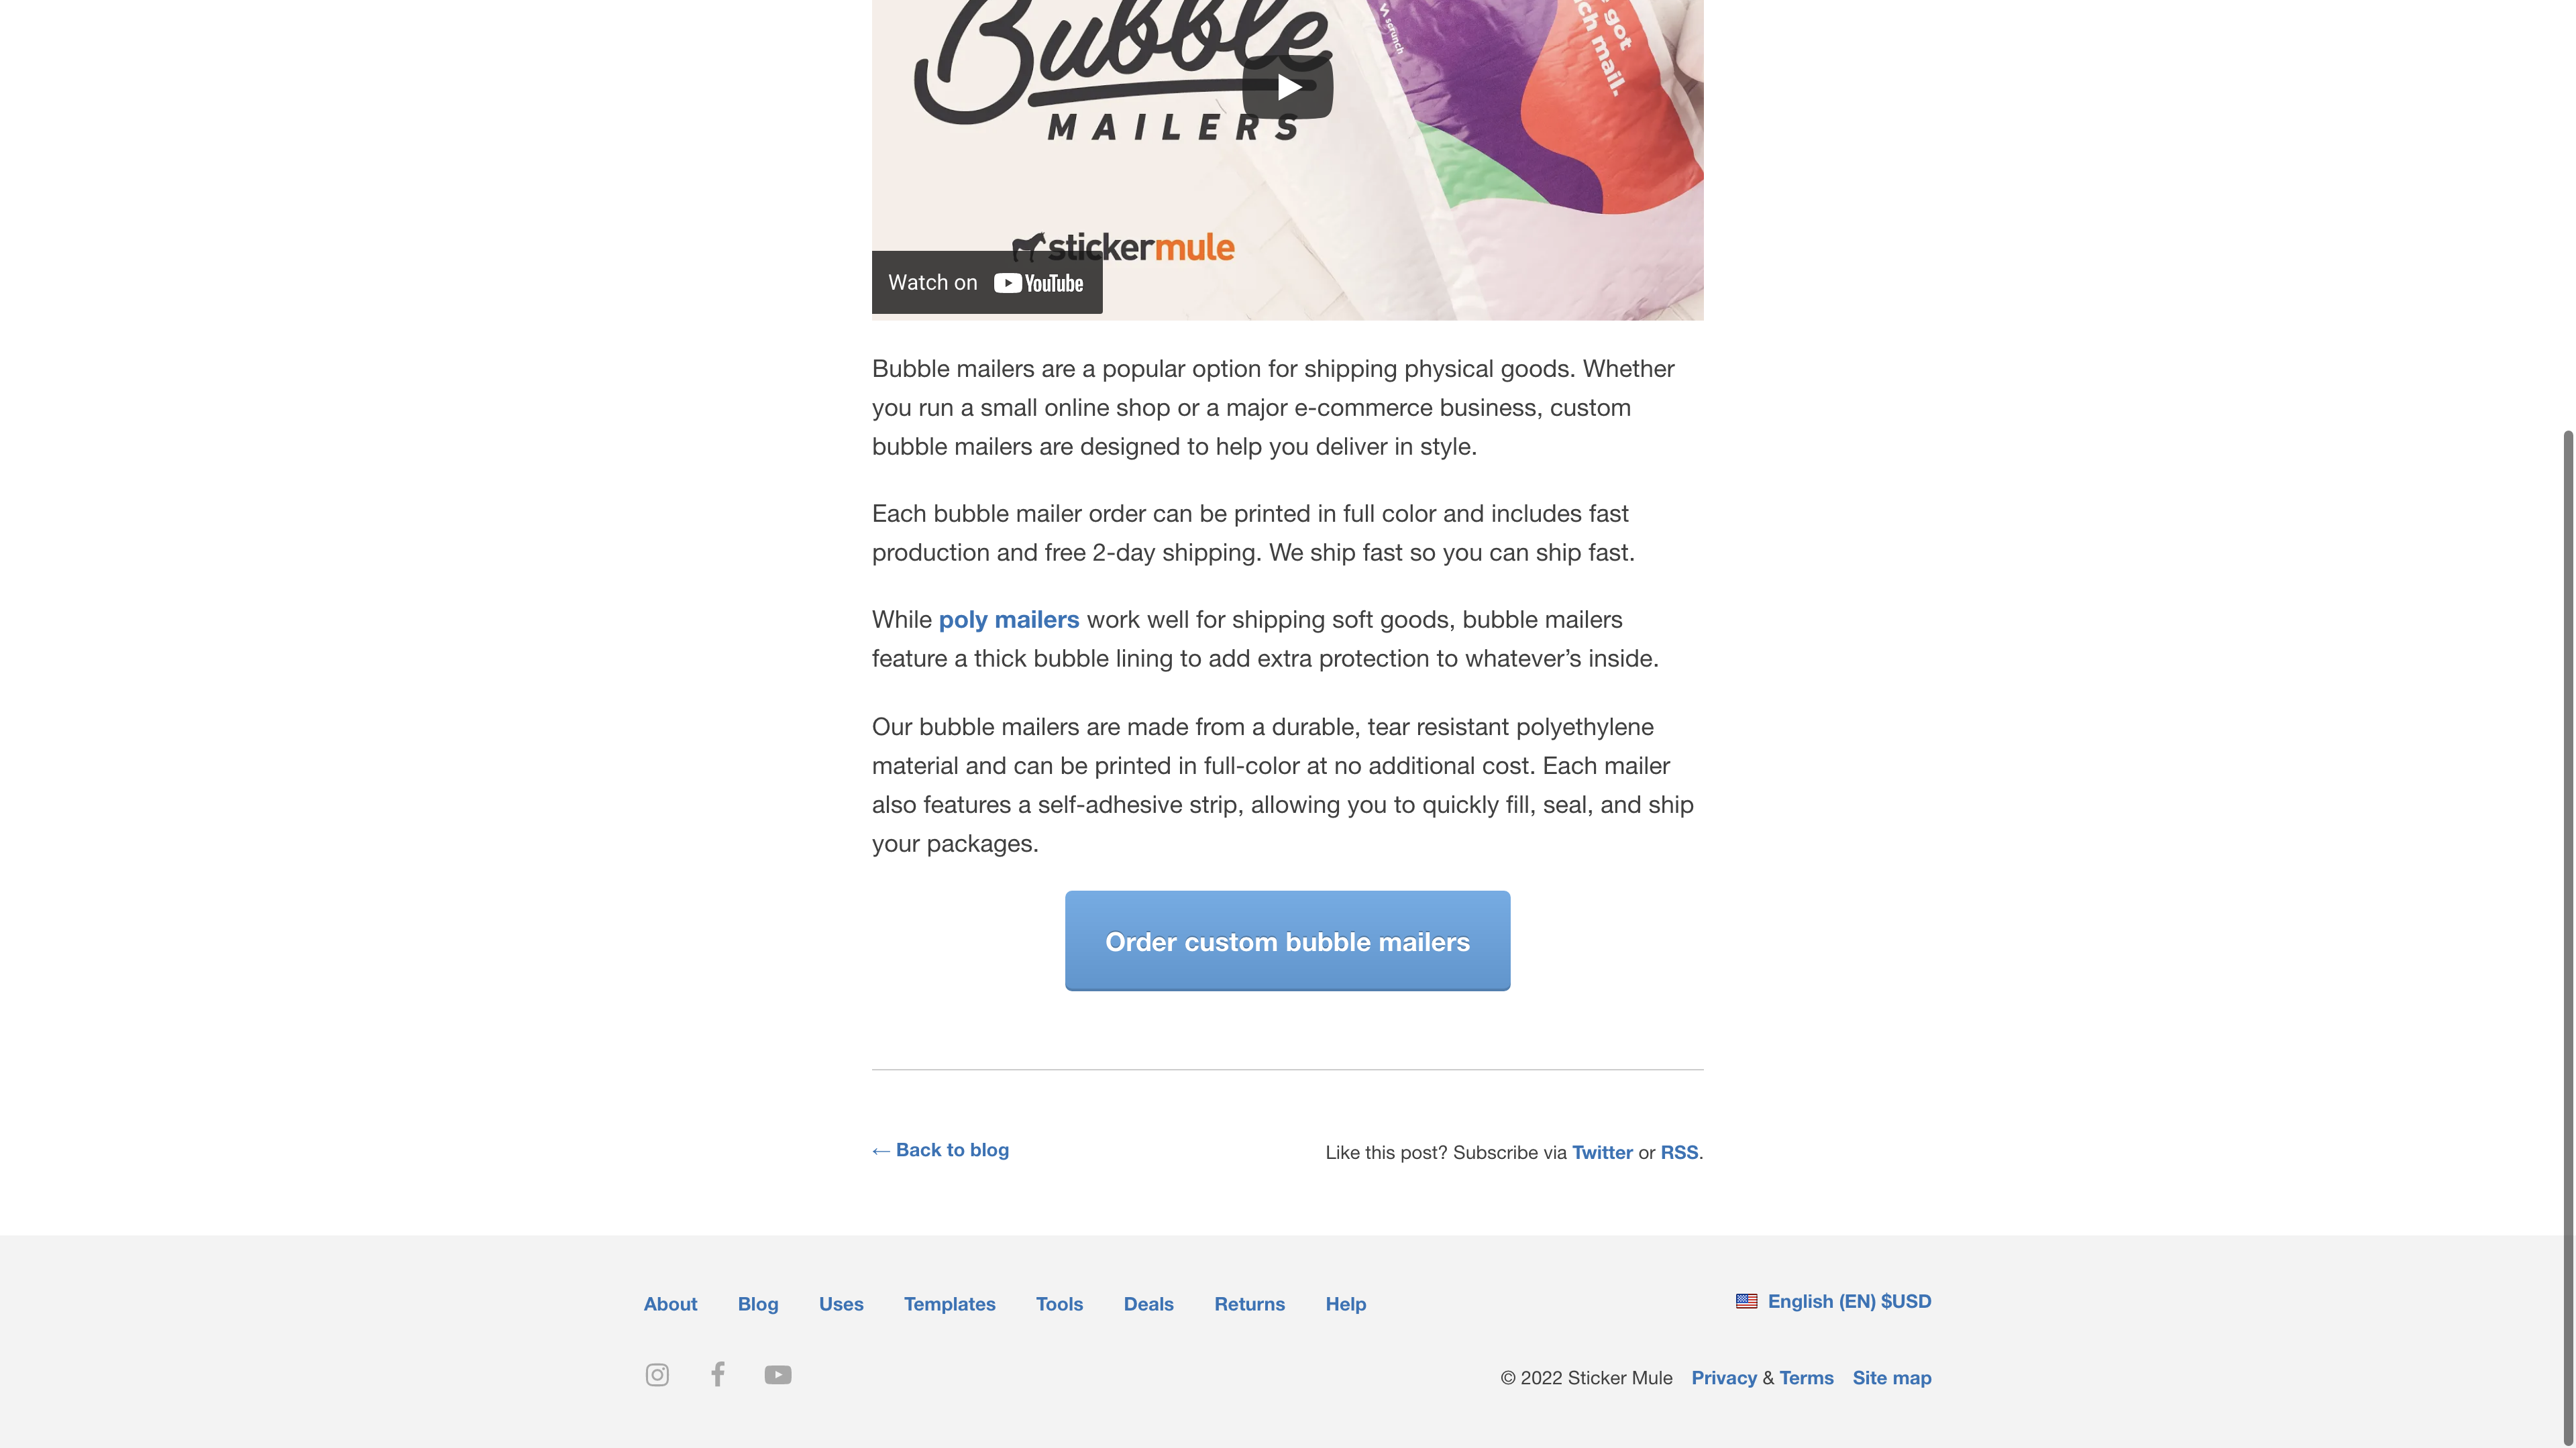 Bubble
MAILERS
scrunch
got
ch mail.
stickermule
Watch on YouTube
Bubble mailers are a popular option for shipping physical goods. Whether
you run a small online shop or a major e-commerce business, custom
bubble mailers are designed to help you deliver in style.
Each bubble mailer order can be printed in full color and includes fast
production and free 2-day shipping. We ship fast so you can ship fast.
While poly mailers work well for shipping soft goods, bubble mailers
feature a thick bubble lining to add extra protection to whatever’s inside.
Our bubble mailers are made from a durable, tear resistant polyethylene
material and can be printed in full-color at no additional cost. Each mailer
also features a self-adhesive strip, allowing you to quickly fill, seal, and ship
your packages.
Order custom bubble mailers
← Back to blog
Like this post? Subscribe via Twitter or RSS.
About Blog Uses Templates Tools Deals Returns Help
English (EN) $USD
© 2022 Sticker Mule Privacy & Terms Site map